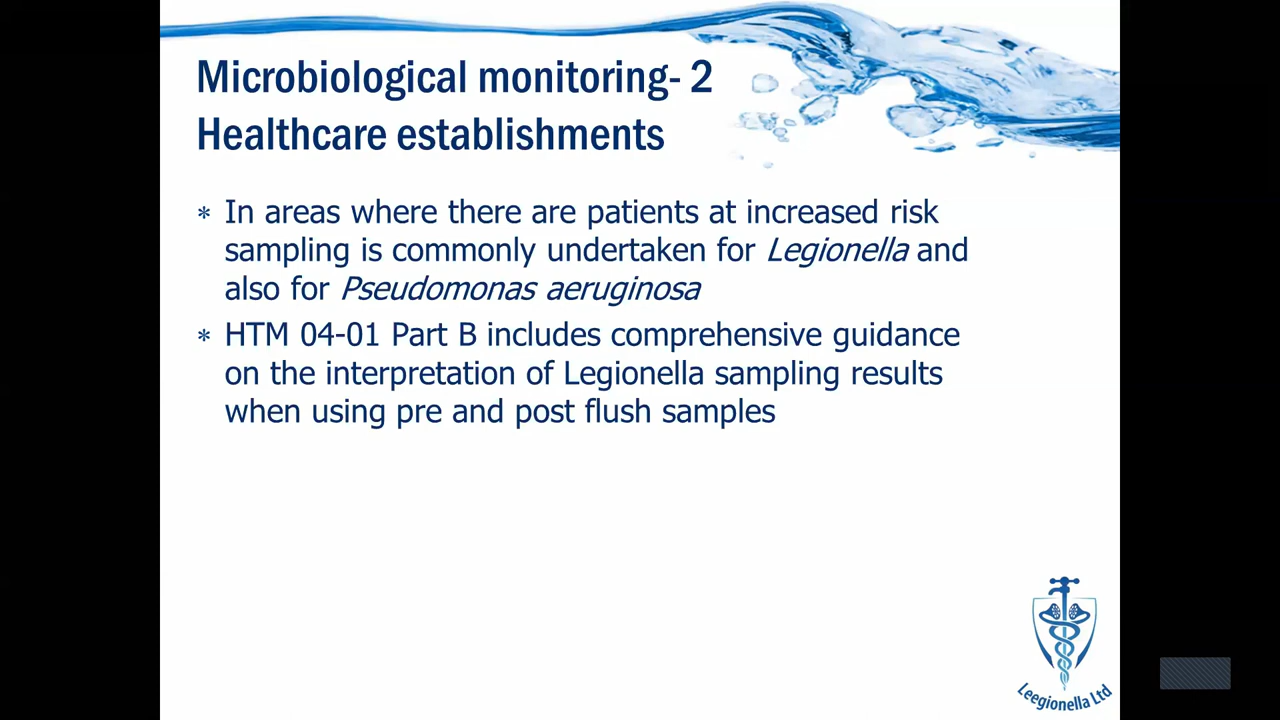 Microbiological monitoring- 2
Healthcare establishments
* In areas where there are patients at increased risk
sampling is commonly undertaken for Legionella and
also for Pseudomonas aeruginosa
* HTM 04-01 Part B includes comprehensive guidance
on the interpretation of Legionella sampling results
when using pre and post flush samples
Leegionella Ltd